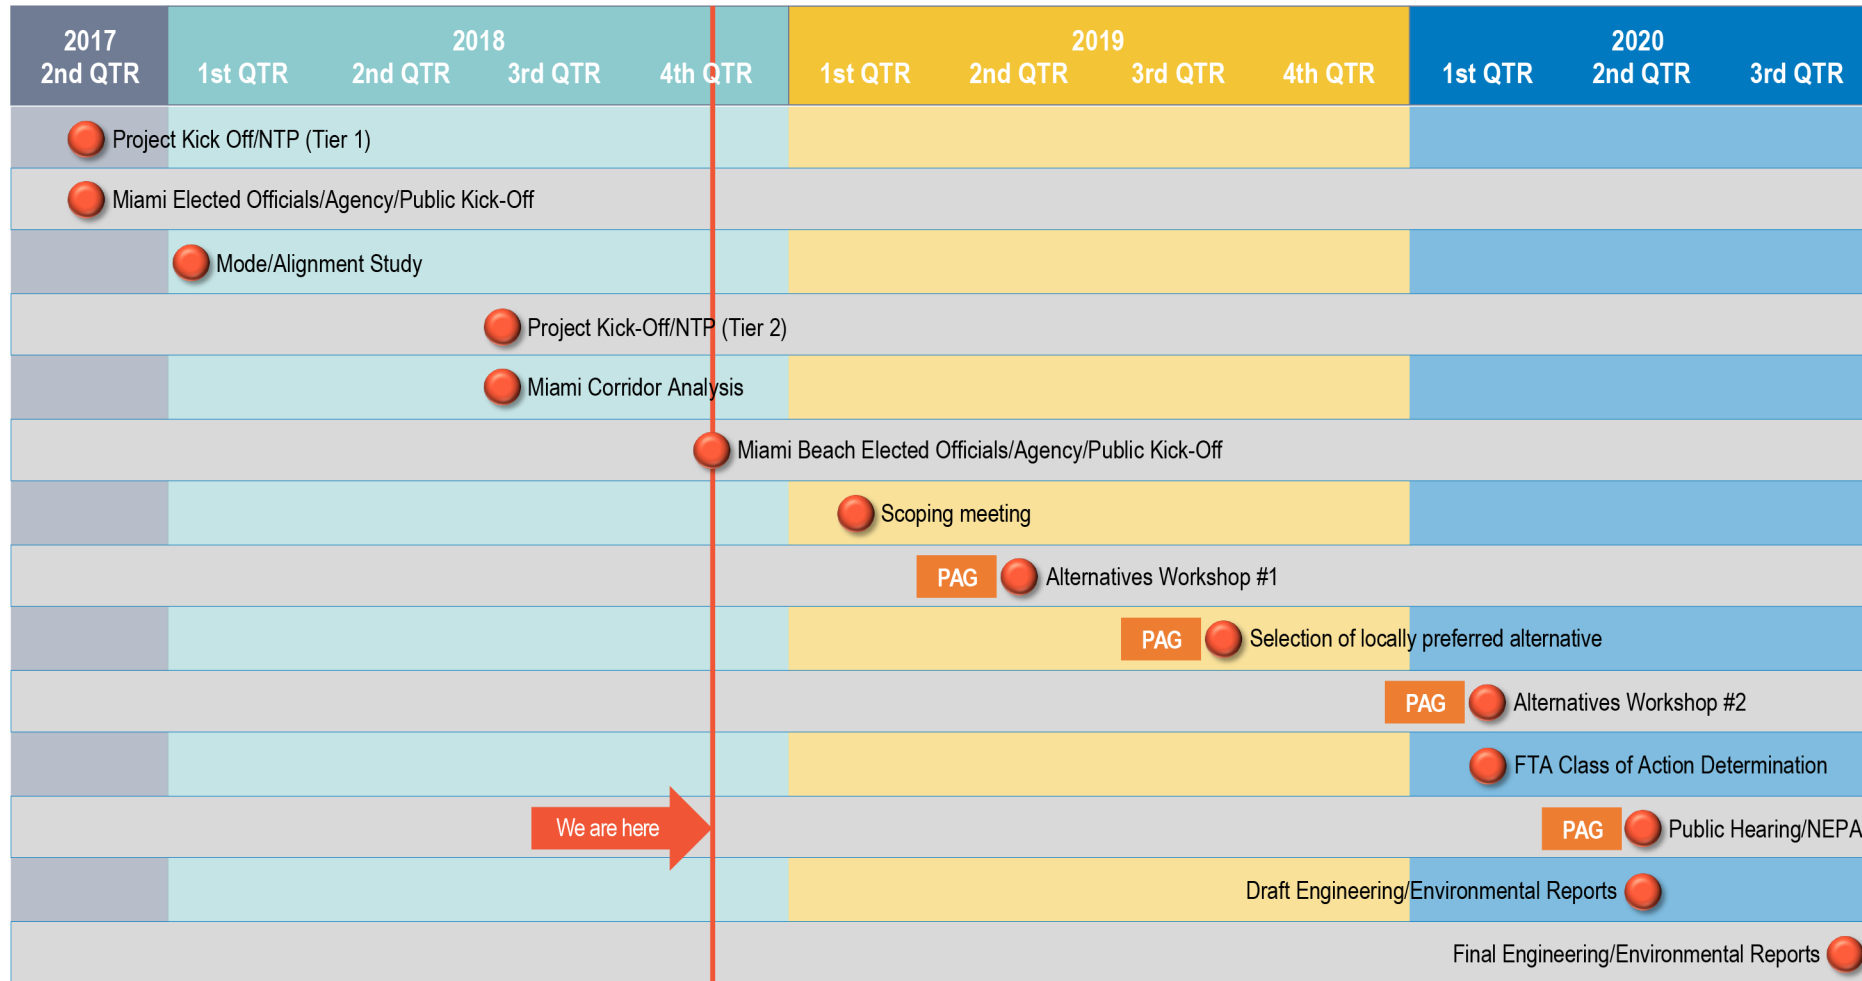 2017
2018
2019
2020
2nd QTR
1st QTR
2nd QTR
3rd QTR
4th QTR
1st QTR
2nd QTR
3rd QTR
4th QTR
1st QTR
2nd QTR
3rd QTR
Project Kick Off/NTP (Tier 1)
Miami Elected Officials/Agency/Public Kick-Off
Mode/Alignment Study
Project Kick-Off/NTP (Tier 2)
Miami Corridor Analysis
Miami Beach Elected Officials/Agency/Public Kick-Off
Scoping meeting
PAG
Alternatives Workshop #1
PAG
Selection of locally preferred alternative
PAG
Alternatives Workshop #2
FTA Class of Action Determination
We are here
PAG
Public Hearing/NEPA
Draft Engineering/Environmental Reports
Final Engineering/Environmental Reports